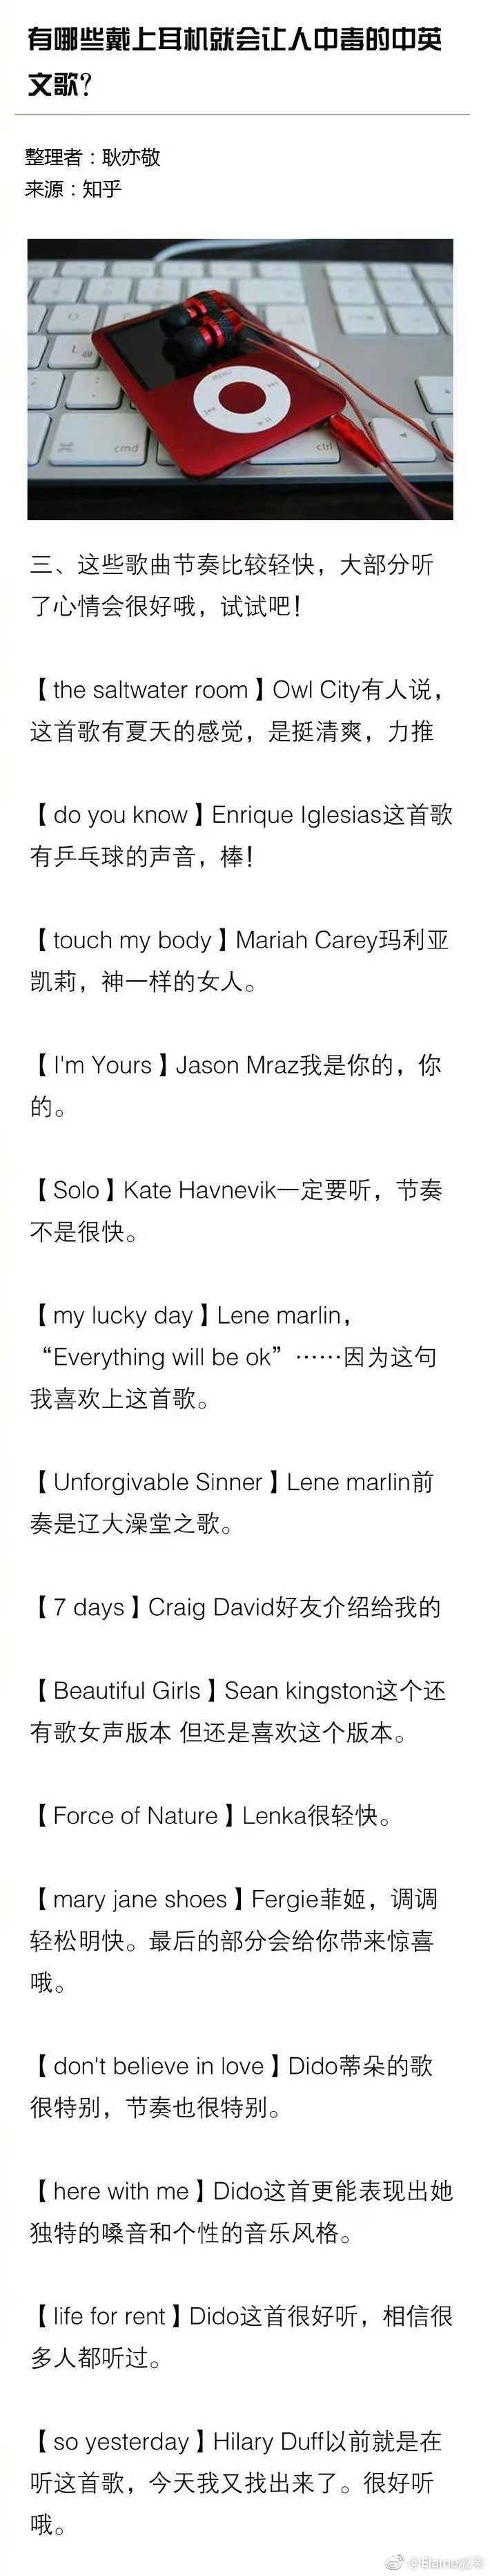 有哪些戴上耳机就会让人中毒的中英
文歌?
整理者：耿亦敬
来源：知乎
menu
cmd
ctrl
三、这些歌曲节奏比较轻快，大部分听
了心情会很好哦，试试吧！
【the saltwater room】Owl City有人说，
这首歌有夏天的感觉，是挺清爽，力推
【do you know】Enrique Iglesias这首歌
有乒乓球的声音，棒！
【touch my body】Mariah Carey玛利亚
凯莉，神一样的女人。
【I'm Yours】Jason Mraz我是你的，你
的。
【Solo】Kate Havnevik一定要听，节奏
不是很快。
【my lucky day】Lene marlin，
“Everything will be ok”……因为这句
我喜欢上这首歌。
【Unforgivable Sinner】Lene marlin前
奏是辽大澡堂之歌。
【7 days】Craig David好友介绍给我的
【Beautiful Girls】Sean kingston这个还
有歌女声版本 但还是喜欢这个版本。
【Force of Nature】Lenka很轻快。
【mary jane shoes】Fergie菲姬，调调
轻松明快。最后的部分会给你带来惊喜
哦。
【don't believe in love】Dido蒂朵的歌
很特别，节奏也很特别。
【here with me】Dido这首更能表现出她
独特的嗓音和个性的音乐风格。
【life for rent】Dido这首很好听，相信很
多人都听过。
【so yesterday】Hilary Duff以前就是在
听这首歌，今天我又找出来了。很好听
哦。
@Elaine